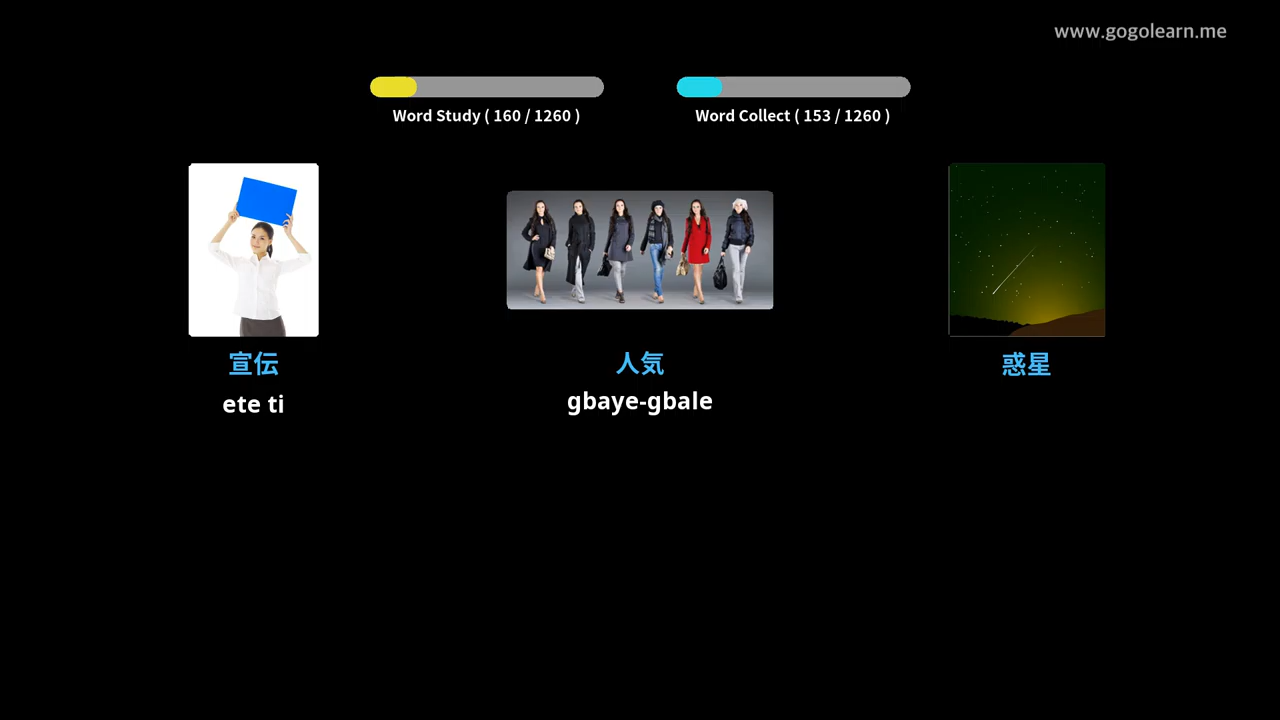 www.gogolearn.me
Word Study ( 160 / 1260 )
Word Collect ( 153 / 1260 )
宣伝
人気
惑星
ete ti
gbaye-gbale